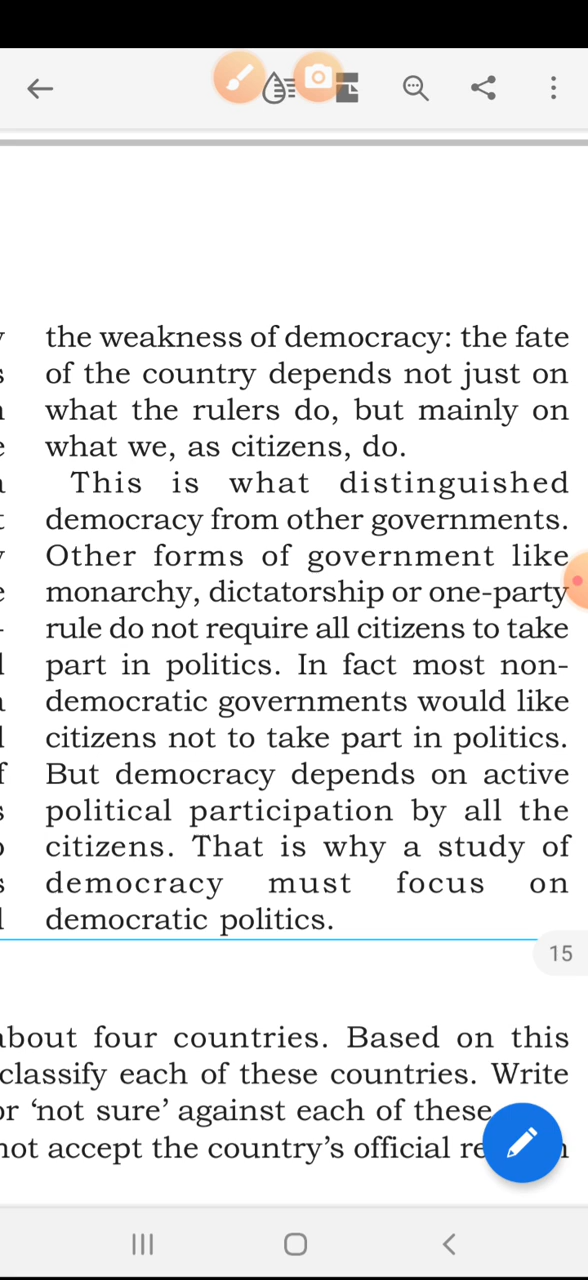 the weakness of democracy: the fate
of the country depends not just on
what the rulers do, but mainly on
what we, as citizens, do.
This is what distinguished
democracy from other governments.
Other forms of government like
monarchy, dictatorship or one-party
rule do not require all citizens to take
part in politics. In fact most non-
democratic governments would like
citizens not to take part in politics.
But democracy depends on active
political participation by all the
citizens. That is why a study of
democracy must focus on
democratic politics.
15
about four countries. Based on this
classify each of these countries. Write
or ‘not sure’ against each of these
not accept the country’s official